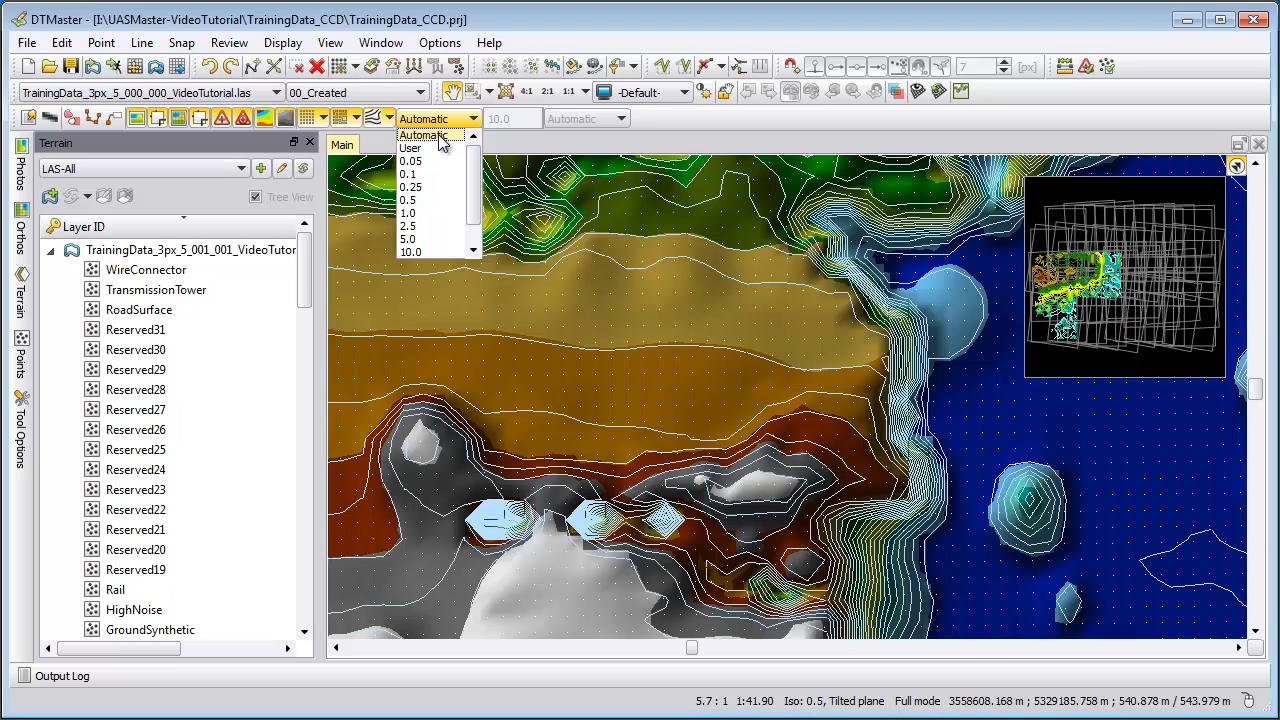 DTMaster - [I:\UASMaster-VideoTutorial\TrainingData_CCD\TrainingData_CCD.prj]
File Edit Point Line Snap Review Display View Window Options Help
7 [px]
TrainingData_3px_5_000_000_VideoTutorial.las 00_Created 4:1 2:1 1:1 -Default-
Automatic 10.0 Automatic
Automatic
User
0.05
0.1
0.25
0.5
1.0
2.5
5.0
10.0
Terrain
Main
LAS-All
Tree View
Layer ID
TrainingData_3px_5_001_001_VideoTutor
WireConnector
TransmissionTower
RoadSurface
Reserved31
Reserved30
Reserved29
Reserved28
Reserved27
Reserved26
Reserved25
Reserved24
Reserved23
Reserved22
Reserved21
Reserved20
Reserved19
Rail
HighNoise
GroundSynthetic
Photos
Orthos
Terrain
Points
Tool Options
Output Log
5.7 : 1 1:41.90 Iso: 0.5, Tilted plane Full mode 3558608.168 m ; 5329185.758 m ; 540.878 m / 543.979 m